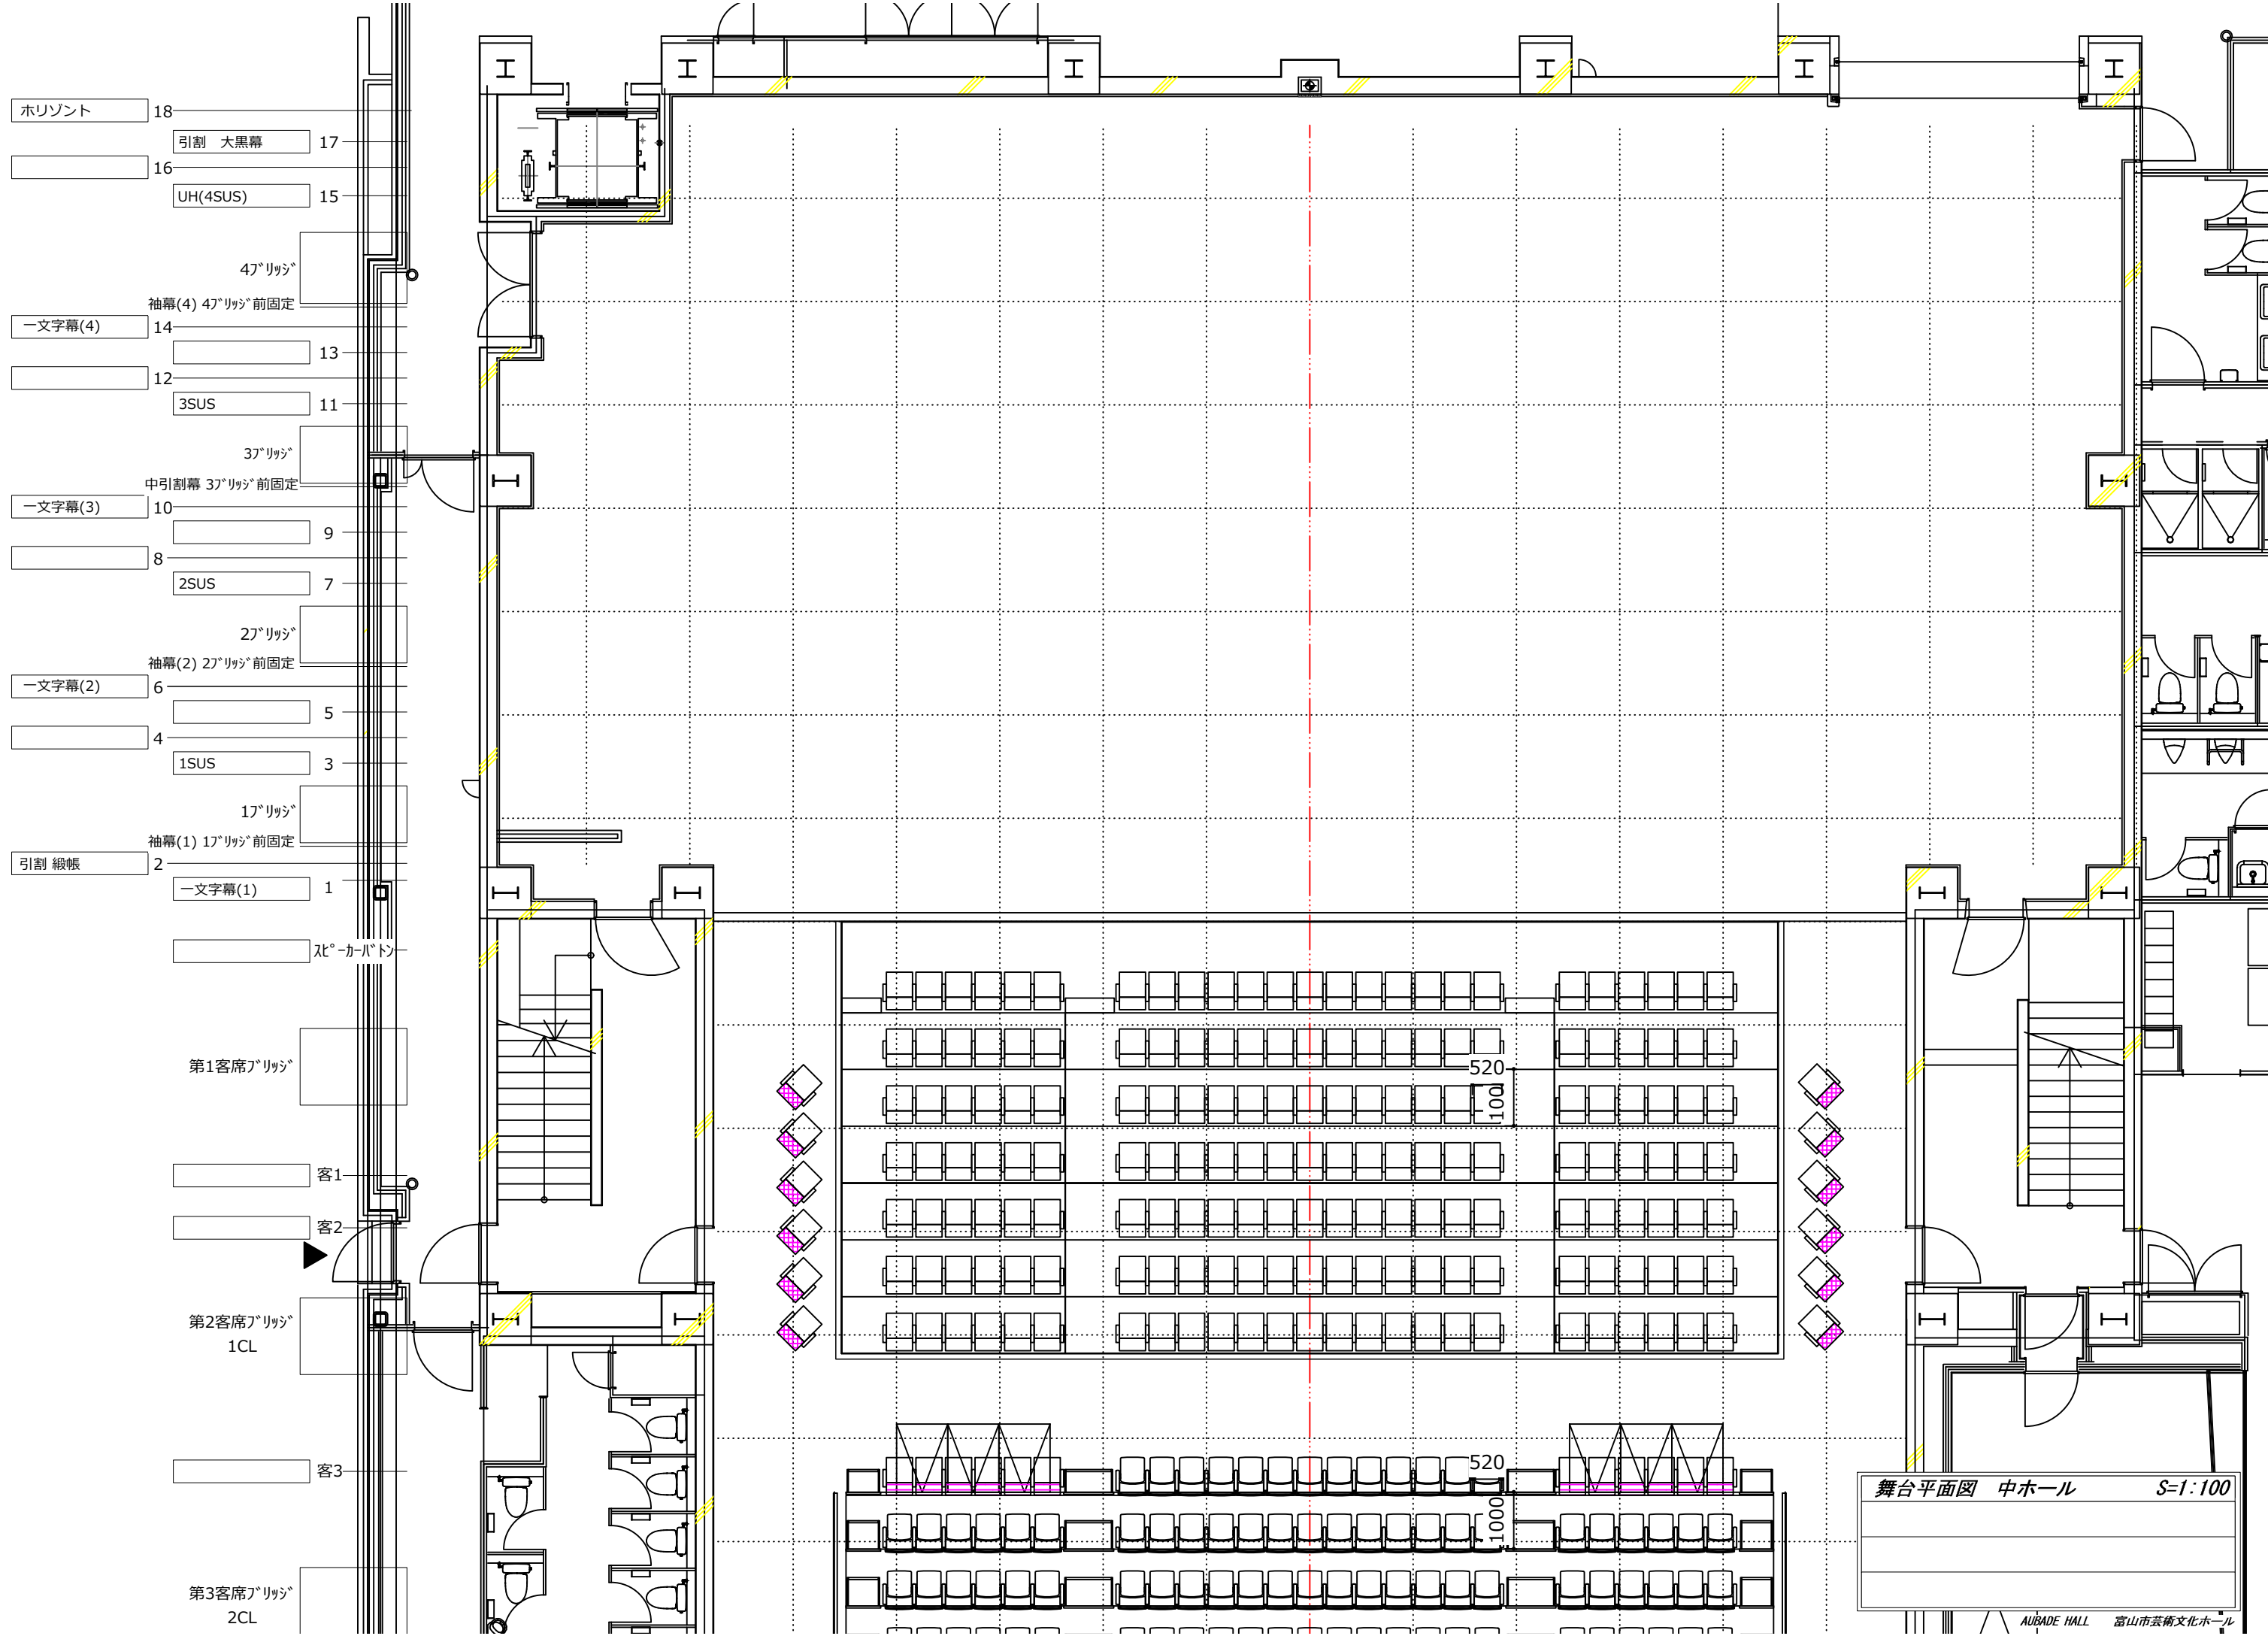 ホリゾント 18
引割　大黒幕 17
16
UH(4SUS) 15
4ﾌﾞﾘｯｼﾞ
袖幕(4) 4ﾌﾞﾘｯｼﾞ前固定
一文字幕(4) 14
13
12
3SUS 11
3ﾌﾞﾘｯｼﾞ
中引割幕 3ﾌﾞﾘｯｼﾞ前固定
一文字幕(3) 10
9
8
2SUS 7
2ﾌﾞﾘｯｼﾞ
袖幕(2) 2ﾌﾞﾘｯｼﾞ前固定
一文字幕(2) 6
5
4
1SUS 3
1ﾌﾞﾘｯｼﾞ
袖幕(1) 1ﾌﾞﾘｯｼﾞ前固定
引割 緞帳 2
一文字幕(1) 1
ｽﾋﾟｰｶｰﾊﾞﾄﾝ
第1客席ﾌﾞﾘｯｼﾞ
520
100
客1
客2
第2客席ﾌﾞﾘｯｼﾞ
1CL
客3
520
1000
第3客席ﾌﾞﾘｯｼﾞ
2CL
舞台平面図　中ホール S=1:100
AUBADE HALL 富山市芸術文化ホール